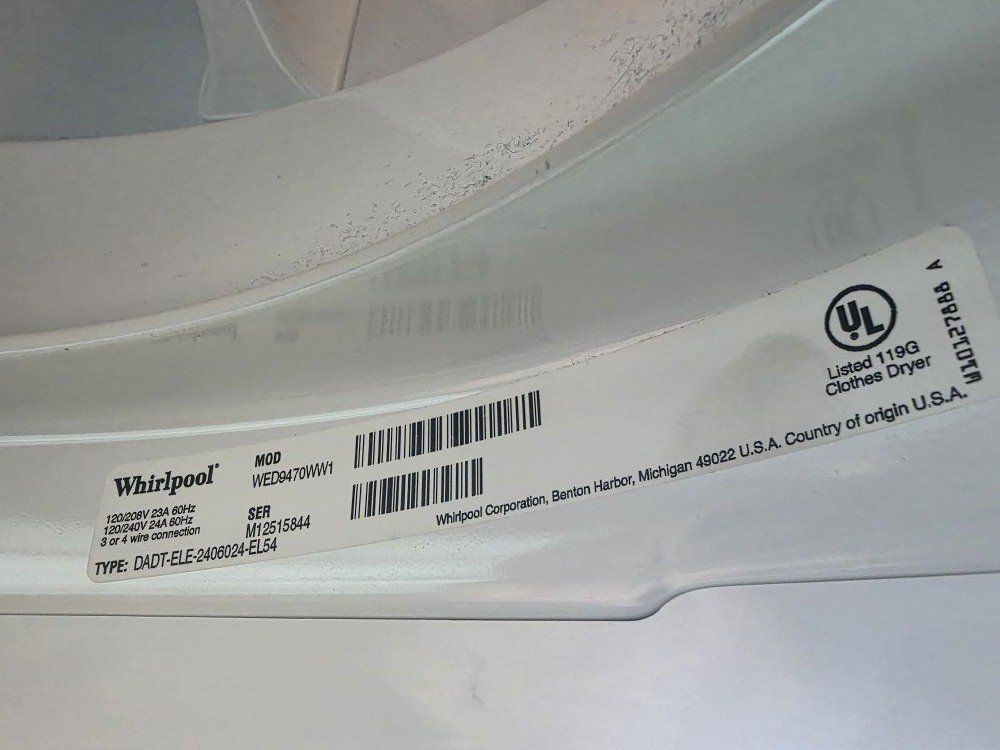 Whirlpool
120/208V 23A 60Hz
120/240V 24A 60Hz
3 or 4 wire connection
TYPE: DADT-ELE-2406024-EL54
MOD
WED9470WW1
SER
M12515844
Whirlpool Corporation, Benton Harbor, Michigan 49022 U.S.A. Country of origin U.S.A.
UL
Listed 119G
Clothes Dryer
W10127888 A